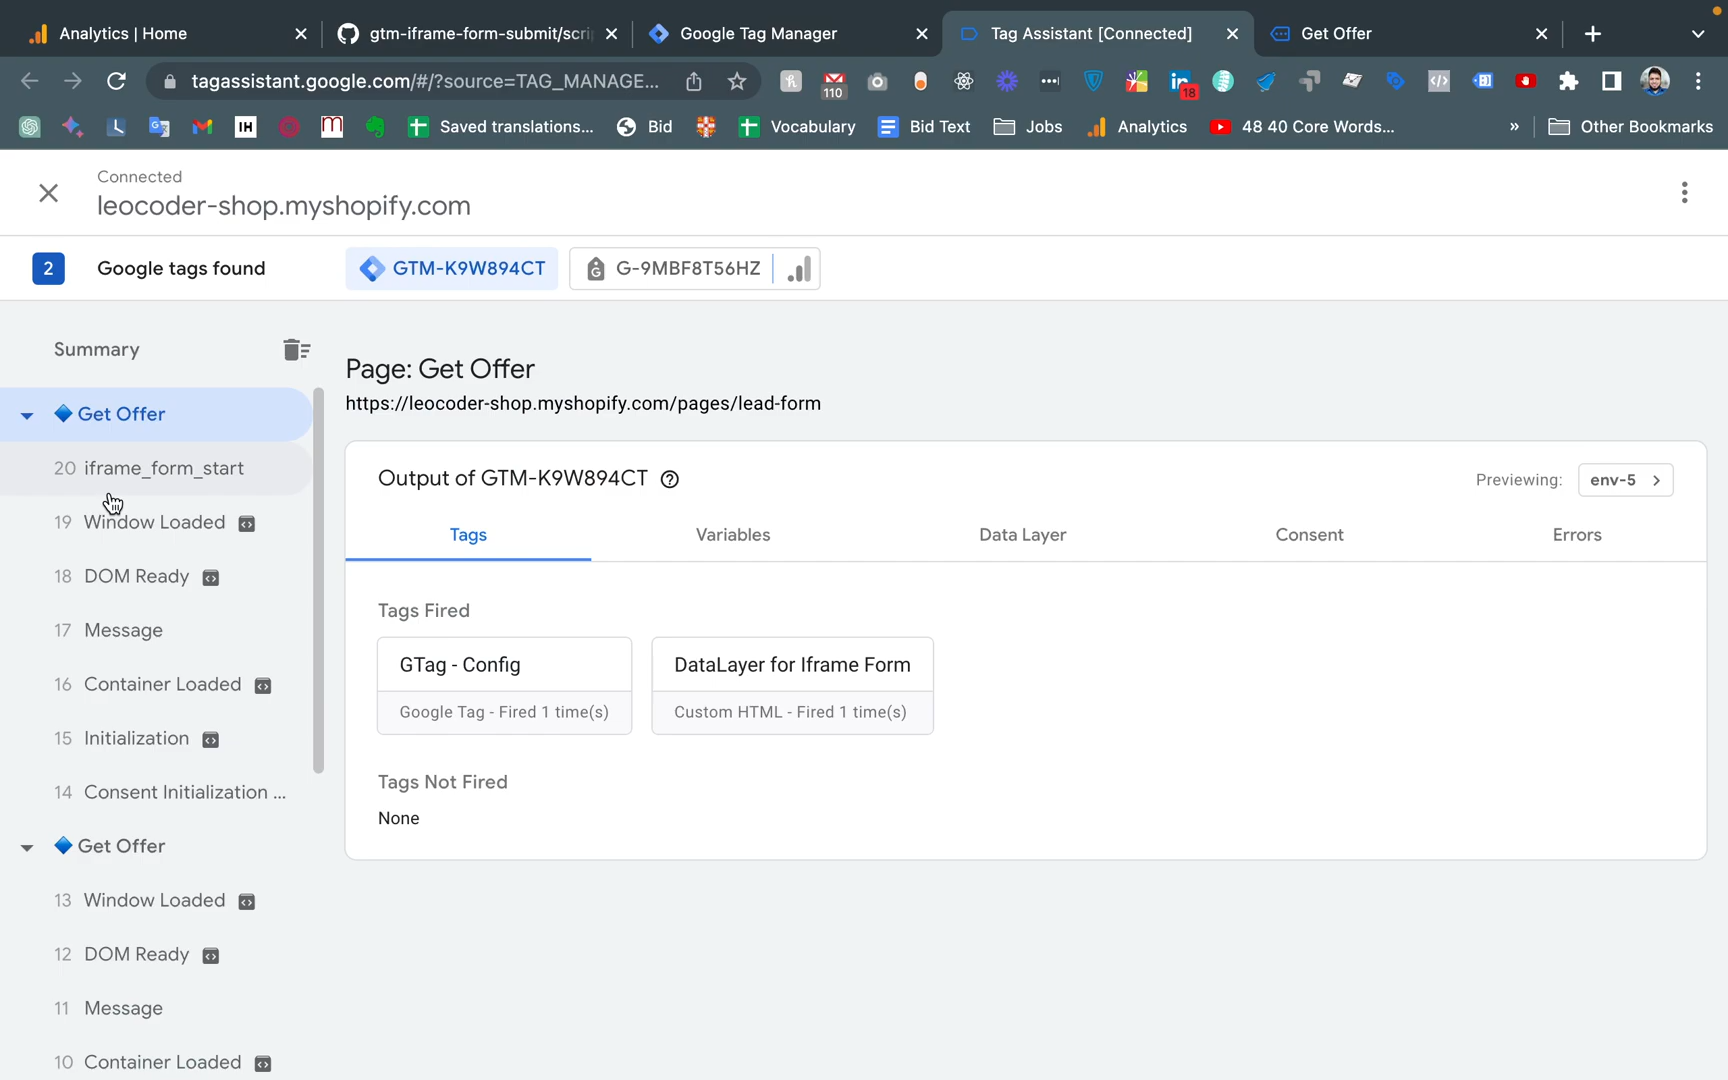 Analytics | Home
gtm-iframe-form-submit/scri
Google Tag Manager
Tag Assistant [Connected]
Get Offer
tagassistant.google.com/#/?source=TAG_MANAGE...
110
18
IH
Saved translations...
Bid
Vocabulary
Bid Text
Jobs
Analytics
48 40 Core Words...
»
Other Bookmarks
Connected
leocoder-shop.myshopify.com
2
Google tags found
GTM-K9W894CT
G-9MBF8T56HZ
Summary
Get Offer
20 iframe_form_start
19 Window Loaded
18 DOM Ready
17 Message
16 Container Loaded
15 Initialization
14 Consent Initialization ...
Get Offer
13 Window Loaded
12 DOM Ready
11 Message
10 Container Loaded
Page: Get Offer
https://leocoder-shop.myshopify.com/pages/lead-form
Output of GTM-K9W894CT
Previewing: env-5
Tags
Variables
Data Layer
Consent
Errors
Tags Fired
GTag - Config
Google Tag - Fired 1 time(s)
DataLayer for Iframe Form
Custom HTML - Fired 1 time(s)
Tags Not Fired
None